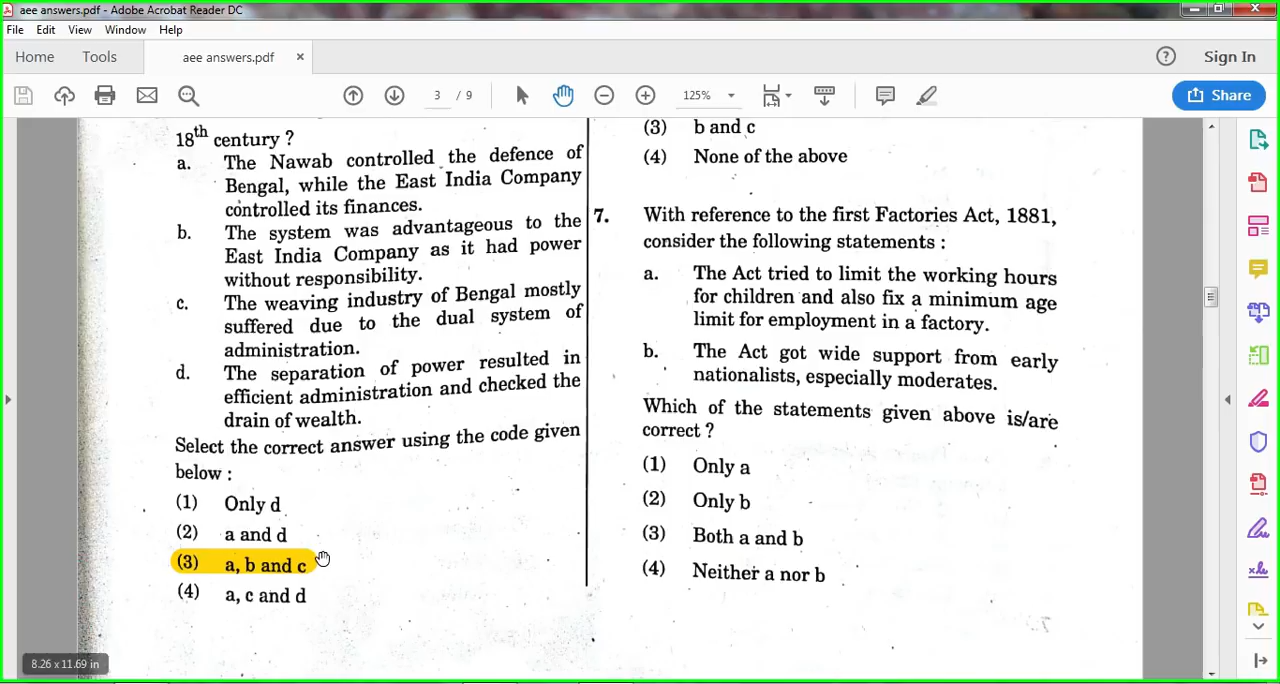 aee answers.pdf - Adobe Acrobat Reader DC
File Edit View Window Help
Home Tools aee answers.pdf × ? Sign In
3 / 9 125% Share
18th century ?
a. The Nawab controlled the defence of
Bengal, while the East India Company
controlled its finances.
b. The system was advantageous to the
East India Company as it had power
without responsibility.
c. The weaving industry of Bengal mostly
suffered due to the dual system of
administration.
d. The separation of power resulted in
efficient administration and checked the
drain of wealth.
Select the correct answer using the code given
below :
(1) Only d
(2) a and d
(3) a, b and c
(4) a, c and d
(3) b and c
(4) None of the above
7. With reference to the first Factories Act, 1881,
consider the following statements :
a. The Act tried to limit the working hours
for children and also fix a minimum age
limit for employment in a factory.
b. The Act got wide support from early
nationalists, especially moderates.
Which of the statements given above is/are
correct ?
(1) Only a
(2) Only b
(3) Both a and b
(4) Neither a nor b
8.26 x 11.69 in